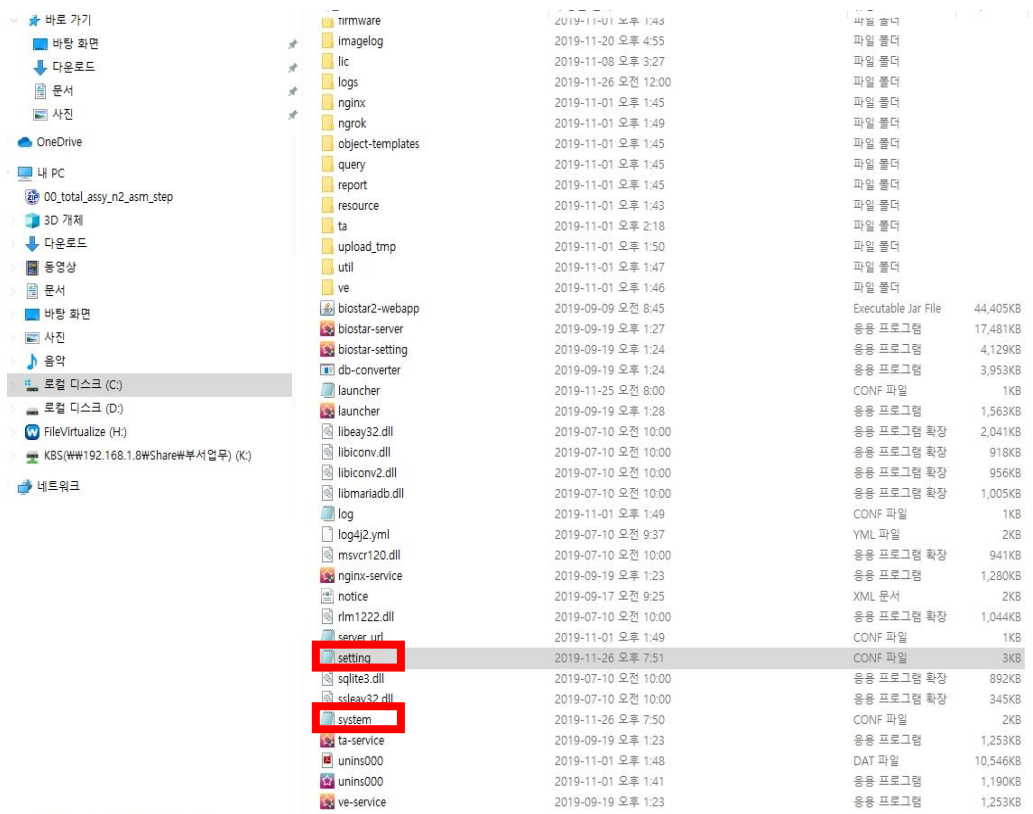 바로 가기
바탕 화면
다운로드
문서
사진
OneDrive
내 PC
00_total_assy_n2_asm_step
3D 개체
다운로드
동영상
문서
바탕 화면
사진
음악
로컬 디스크 (C:)
로컬 디스크 (D:)
FileVirtualize (H:)
KBS(₩₩192.168.1.8₩Share₩부서업무) (K:)
네트워크
firmware 2019-11-01 오후 1:43 파일 폴더
imagelog 2019-11-20 오후 4:55 파일 폴더
lic 2019-11-08 오후 3:27 파일 폴더
logs 2019-11-26 오전 12:00 파일 폴더
nginx 2019-11-01 오후 1:45 파일 폴더
ngrok 2019-11-01 오후 1:49 파일 폴더
object-templates 2019-11-01 오후 1:45 파일 폴더
query 2019-11-01 오후 1:45 파일 폴더
report 2019-11-01 오후 1:45 파일 폴더
resource 2019-11-01 오후 1:43 파일 폴더
ta 2019-11-01 오후 2:18 파일 폴더
upload_tmp 2019-11-01 오후 1:50 파일 폴더
util 2019-11-01 오후 1:47 파일 폴더
ve 2019-11-01 오후 1:46 파일 폴더
biostar2-webapp 2019-09-09 오전 8:45 Executable Jar File 44,405KB
biostar-server 2019-09-19 오후 1:27 응용 프로그램 17,481KB
biostar-setting 2019-09-19 오후 1:24 응용 프로그램 4,129KB
db-converter 2019-09-19 오후 1:24 응용 프로그램 3,953KB
launcher 2019-11-25 오전 8:00 CONF 파일 1KB
launcher 2019-09-19 오후 1:28 응용 프로그램 1,563KB
libeay32.dll 2019-07-10 오전 10:00 응용 프로그램 확장 2,041KB
libiconv.dll 2019-07-10 오전 10:00 응용 프로그램 확장 918KB
libiconv2.dll 2019-07-10 오전 10:00 응용 프로그램 확장 956KB
libmariadb.dll 2019-07-10 오전 10:00 응용 프로그램 확장 1,005KB
log 2019-11-01 오후 1:49 CONF 파일 1KB
log4j2.yml 2019-07-10 오전 9:37 YML 파일 2KB
msvcr120.dll 2019-07-10 오전 10:00 응용 프로그램 확장 941KB
nginx-service 2019-09-19 오후 1:23 응용 프로그램 1,280KB
notice 2019-09-17 오전 9:25 XML 문서 2KB
rlm1222.dll 2019-07-10 오전 10:00 응용 프로그램 확장 1,044KB
server_url 2019-11-01 오후 1:49 CONF 파일 1KB
setting 2019-11-26 오후 7:51 CONF 파일 3KB
sqlite3.dll 2019-07-10 오전 10:00 응용 프로그램 확장 892KB
ssleay32.dll 2019-07-10 오전 10:00 응용 프로그램 확장 345KB
system 2019-11-26 오후 7:50 CONF 파일 2KB
ta-service 2019-09-19 오후 1:23 응용 프로그램 1,253KB
unins000 2019-11-01 오후 1:48 DAT 파일 10,546KB
unins000 2019-11-01 오후 1:41 응용 프로그램 1,190KB
ve-service 2019-09-19 오후 1:23 응용 프로그램 1,253KB